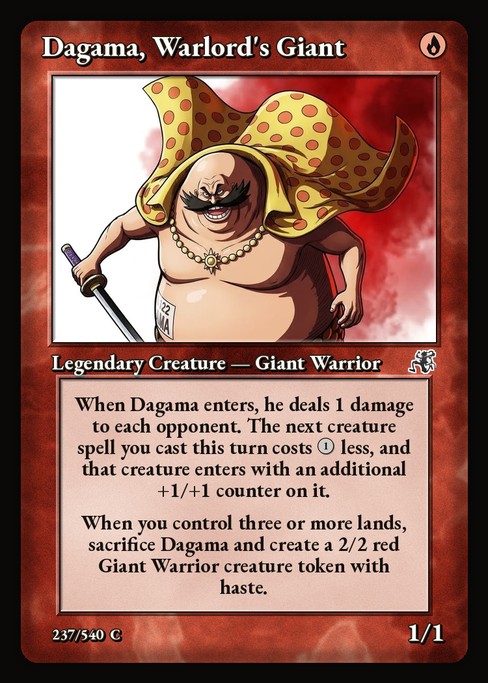 Dagama, Warlord's Giant
22
NA
Legendary Creature — Giant Warrior
When Dagama enters, he deals 1 damage
to each opponent. The next creature
spell you cast this turn costs 1 less, and
that creature enters with an additional
+1/+1 counter on it.
When you control three or more lands,
sacrifice Dagama and create a 2/2 red
Giant Warrior creature token with
haste.
237/540 C
1/1